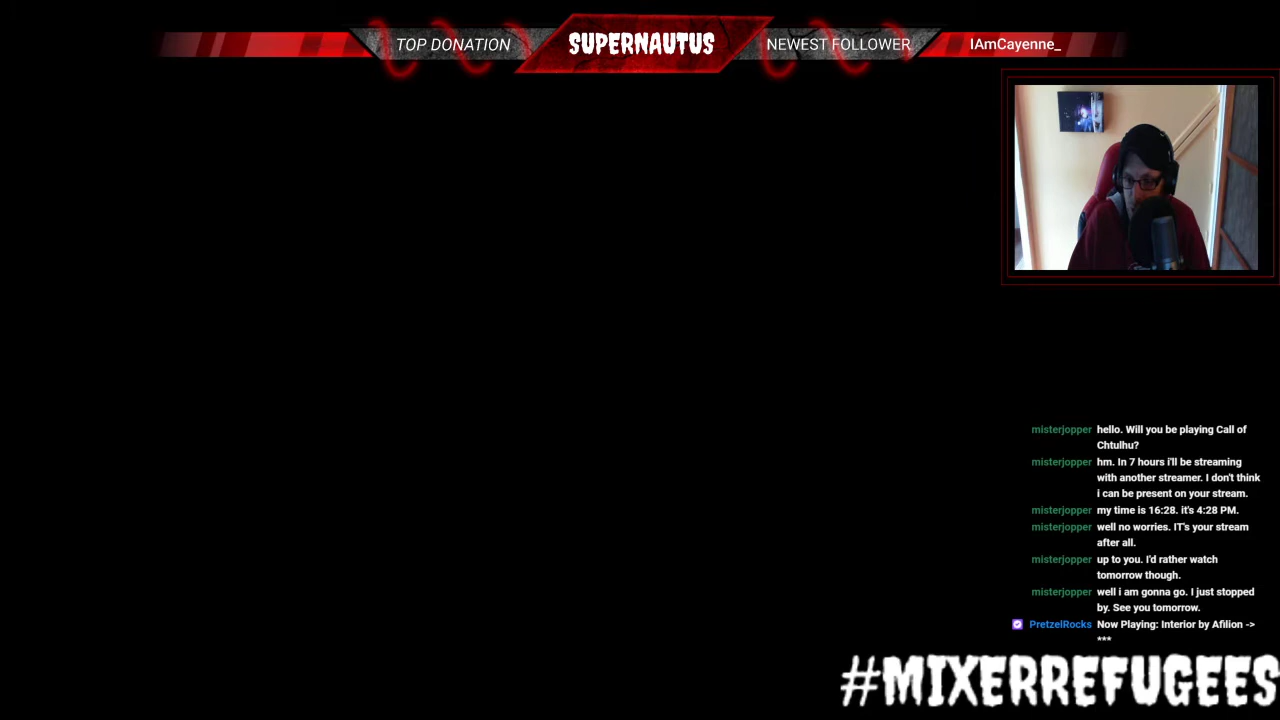 TOP DONATION
SUPERNAUTUS
NEWEST FOLLOWER
IAmCayenne_
misterjopper hello. Will you be playing Call of
Chtulhu?
misterjopper hm. In 7 hours i'll be streaming
with another streamer. I don't think
i can be present on your stream.
misterjopper my time is 16:28. it's 4:28 PM.
misterjopper well no worries. IT's your stream
after all.
misterjopper up to you. I'd rather watch
tomorrow though.
misterjopper well i am gonna go. I just stopped
by. See you tomorrow.
PretzelRocks Now Playing: Interior by Afilion ->
***
#MIXERREFUGEES